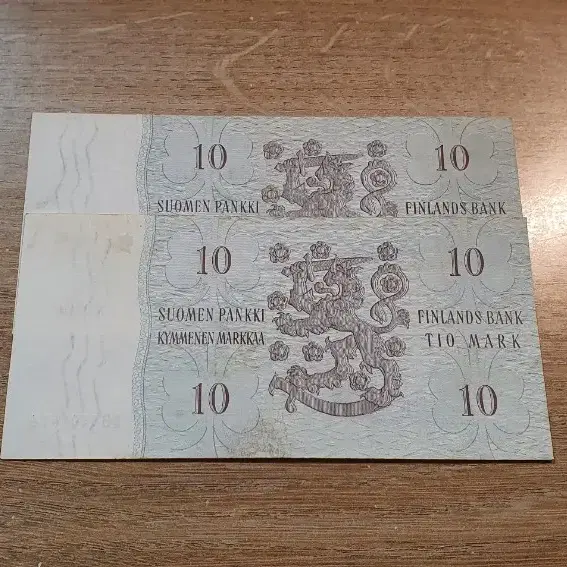 10 10
SUOMEN PANKKI FINLANDS BANK
10 10
SUOMEN PANKKI FINLANDS BANK
KYMMENEN MARKKAA TIO MARK
10 10